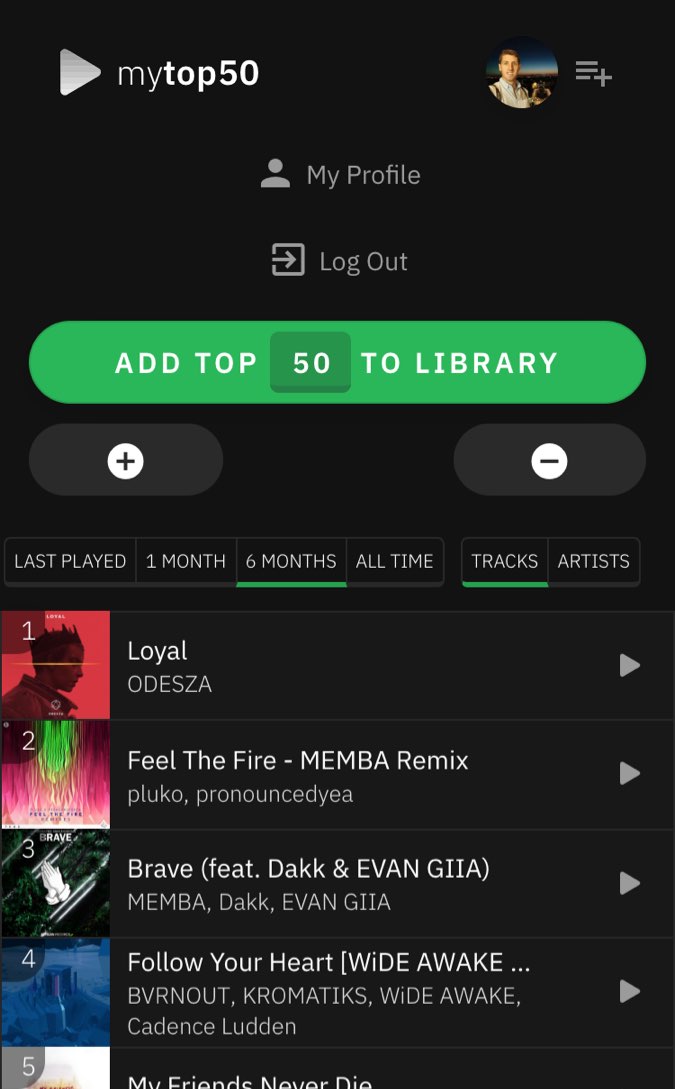 mytop50
My Profile
Log Out
ADD TOP 50 TO LIBRARY
LAST PLAYED 1 MONTH 6 MONTHS ALL TIME TRACKS ARTISTS
1
LOYAL
ODESZA
Loyal
ODESZA
2
FEEL THE FIRE
REMIXES
Feel The Fire - MEMBA Remix
pluko, pronouncedyea
3
BRAVE
Brave (feat. Dakk & EVAN GIIA)
MEMBA, Dakk, EVAN GIIA
4
Follow Your Heart [WiDE AWAKE ...
BVRNOUT, KROMATIKS, WiDE AWAKE,
Cadence Ludden
5
My Friends Never Die